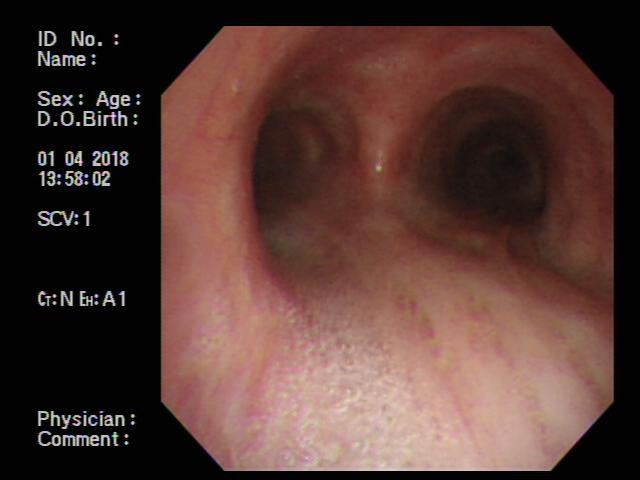 ID No. :
Name:
Sex: Age:
D.O.Birth:
01 04 2018
13:58:02
SCV:1
CT:N EH:A1
Physician:
Comment: